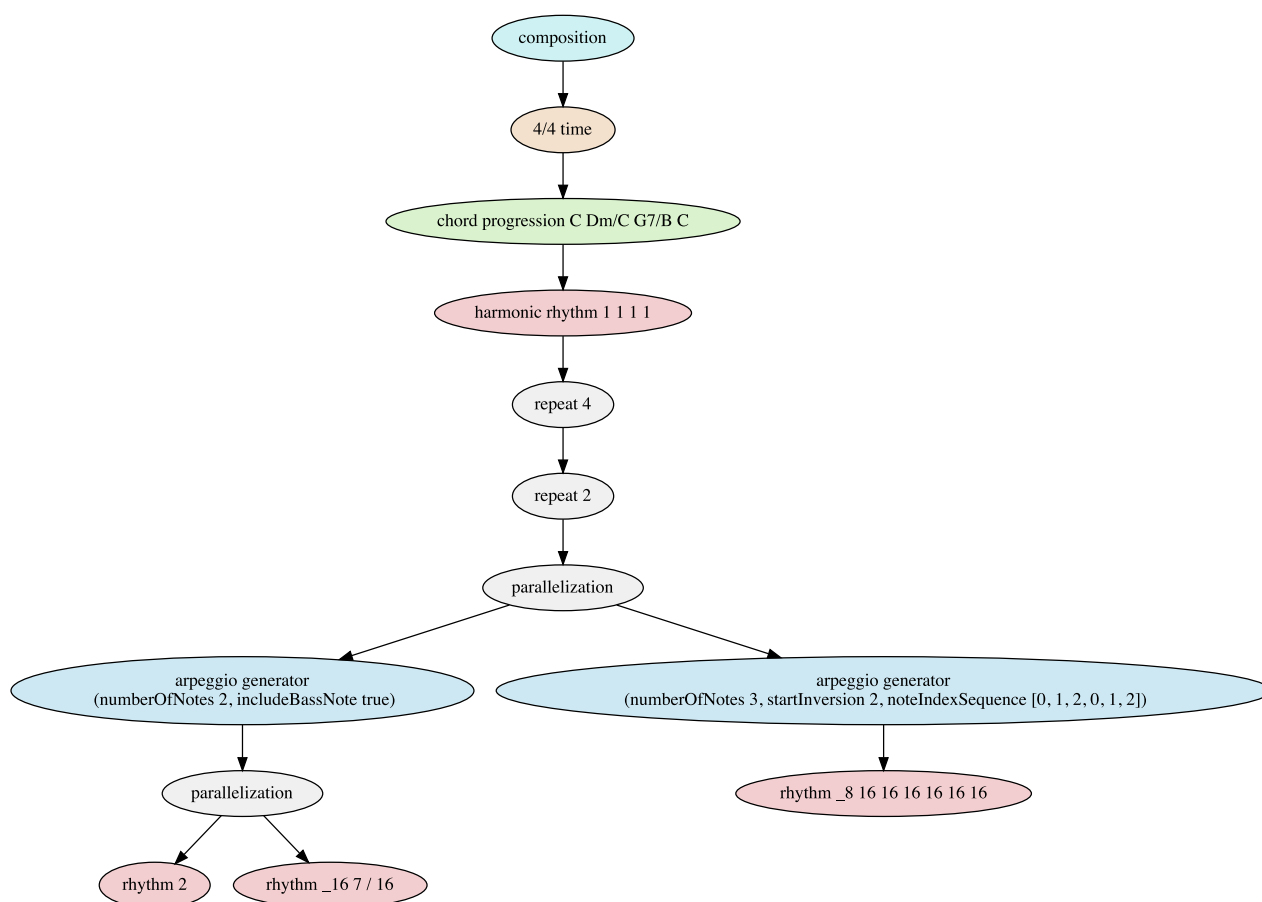 composition
4/4 time
chord progression C Dm/C G7/B C
harmonic rhythm 1 1 1 1
repeat 4
repeat 2
parallelization
arpeggio generator
(numberOfNotes 2, includeBassNote true)
arpeggio generator
(numberOfNotes 3, startInversion 2, noteIndexSequence [0, 1, 2, 0, 1, 2])
parallelization
rhythm _8 16 16 16 16 16 16
rhythm 2
rhythm _16 7 / 16